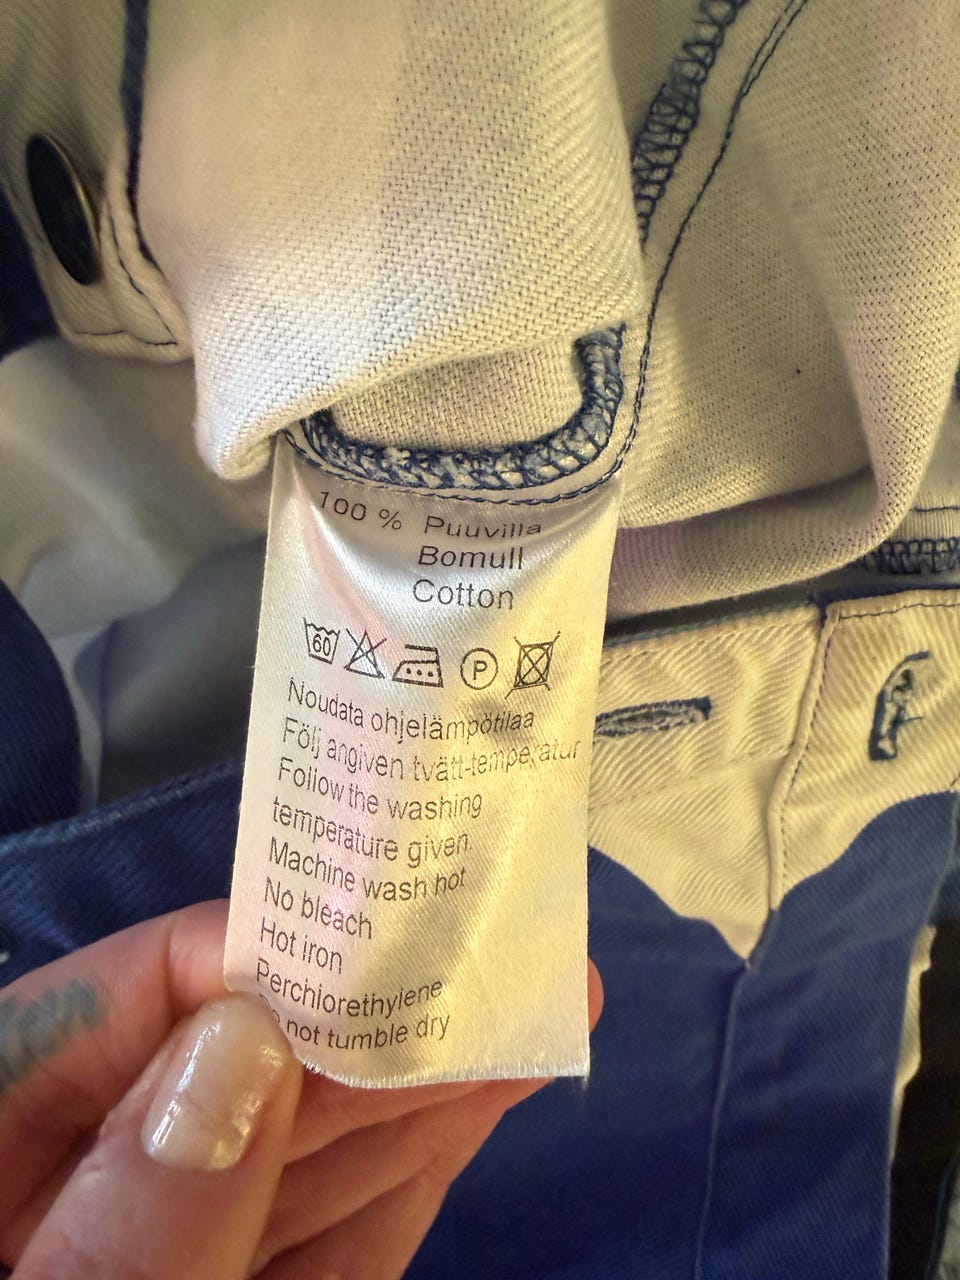 100 % Puuvilla
Bomull
Cotton
60 P
Noudata ohjelämpötilaa
Följ angiven tvätt-temperatur
Follow the washing
temperature given.
Machine wash hot
No bleach
Hot iron
Perchlorethylene
not tumble dry